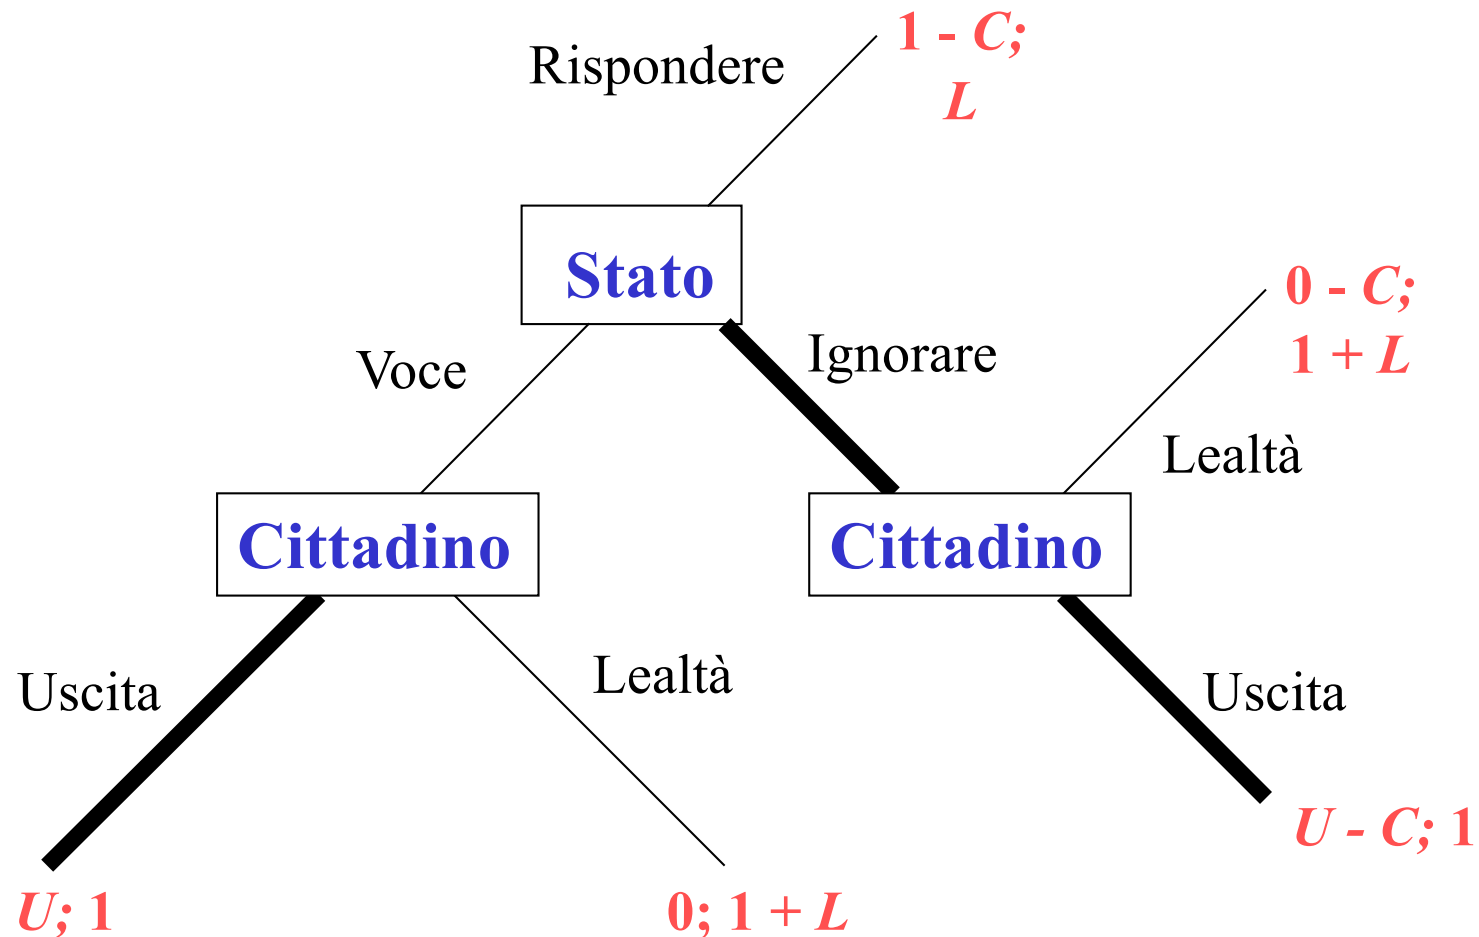 Rispondere
1 - C;
L
Stato
0 - C;
1 + L
Voce
Ignorare
Lealtà
Cittadino
Cittadino
Uscita
Lealtà
Uscita
U - C; 1
U; 1
0; 1 + L